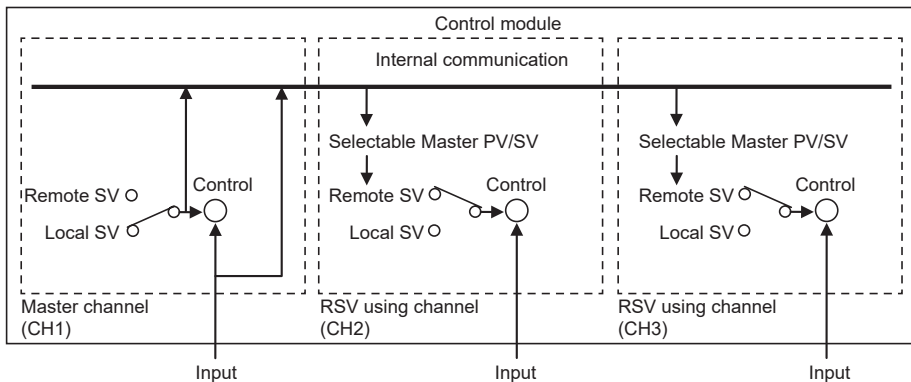 Control module
Internal communication
Selectable Master PV/SV
Selectable Master PV/SV
Remote SV
Control
Local SV
Remote SV
Control
Local SV
Remote SV
Control
Local SV
Master channel
(CH1)
RSV using channel
(CH2)
RSV using channel
(CH3)
Input
Input
Input